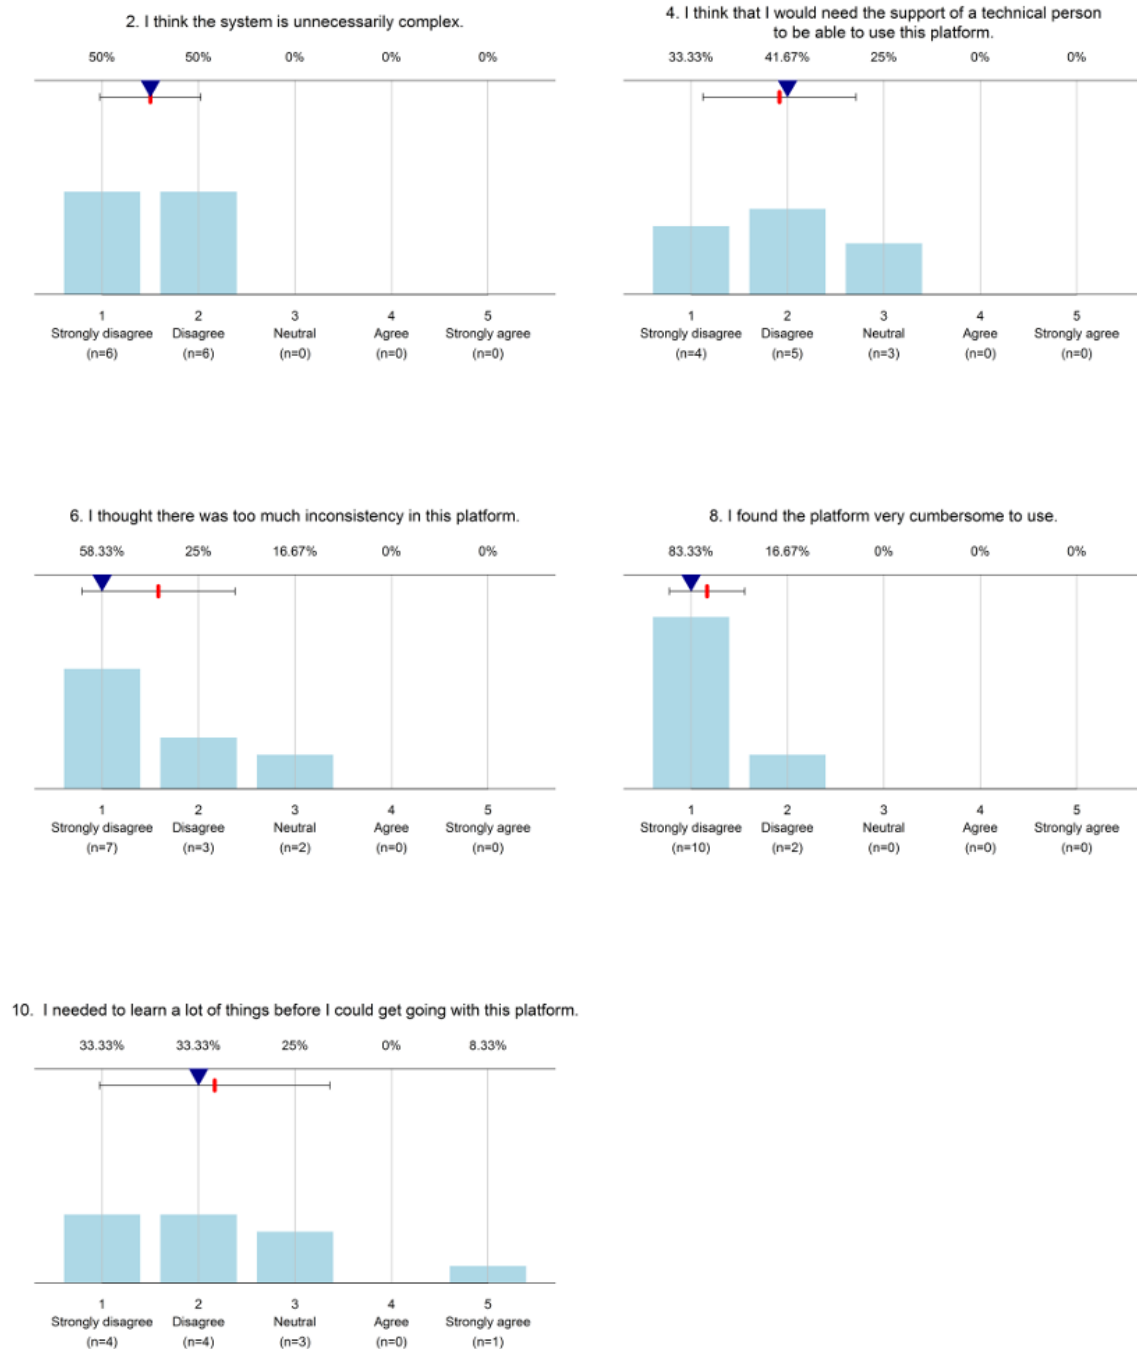 2. I think the system is unnecessarily complex.
50% 50% 0% 0% 0%
1 2 3 4 5
Strongly disagree Disagree Neutral Agree Strongly agree
(n=6) (n=6) (n=0) (n=0) (n=0)
4. I think that I would need the support of a technical person
to be able to use this platform.
33.33% 41.67% 25% 0% 0%
1 2 3 4 5
Strongly disagree Disagree Neutral Agree Strongly agree
(n=4) (n=5) (n=3) (n=0) (n=0)
6. I thought there was too much inconsistency in this platform.
58.33% 25% 16.67% 0% 0%
1 2 3 4 5
Strongly disagree Disagree Neutral Agree Strongly agree
(n=7) (n=3) (n=2) (n=0) (n=0)
8. I found the platform very cumbersome to use.
83.33% 16.67% 0% 0% 0%
1 2 3 4 5
Strongly disagree Disagree Neutral Agree Strongly agree
(n=10) (n=2) (n=0) (n=0) (n=0)
10. I needed to learn a lot of things before I could get going with this platform.
33.33% 33.33% 25% 0% 8.33%
1 2 3 4 5
Strongly disagree Disagree Neutral Agree Strongly agree
(n=4) (n=4) (n=3) (n=0) (n=1)